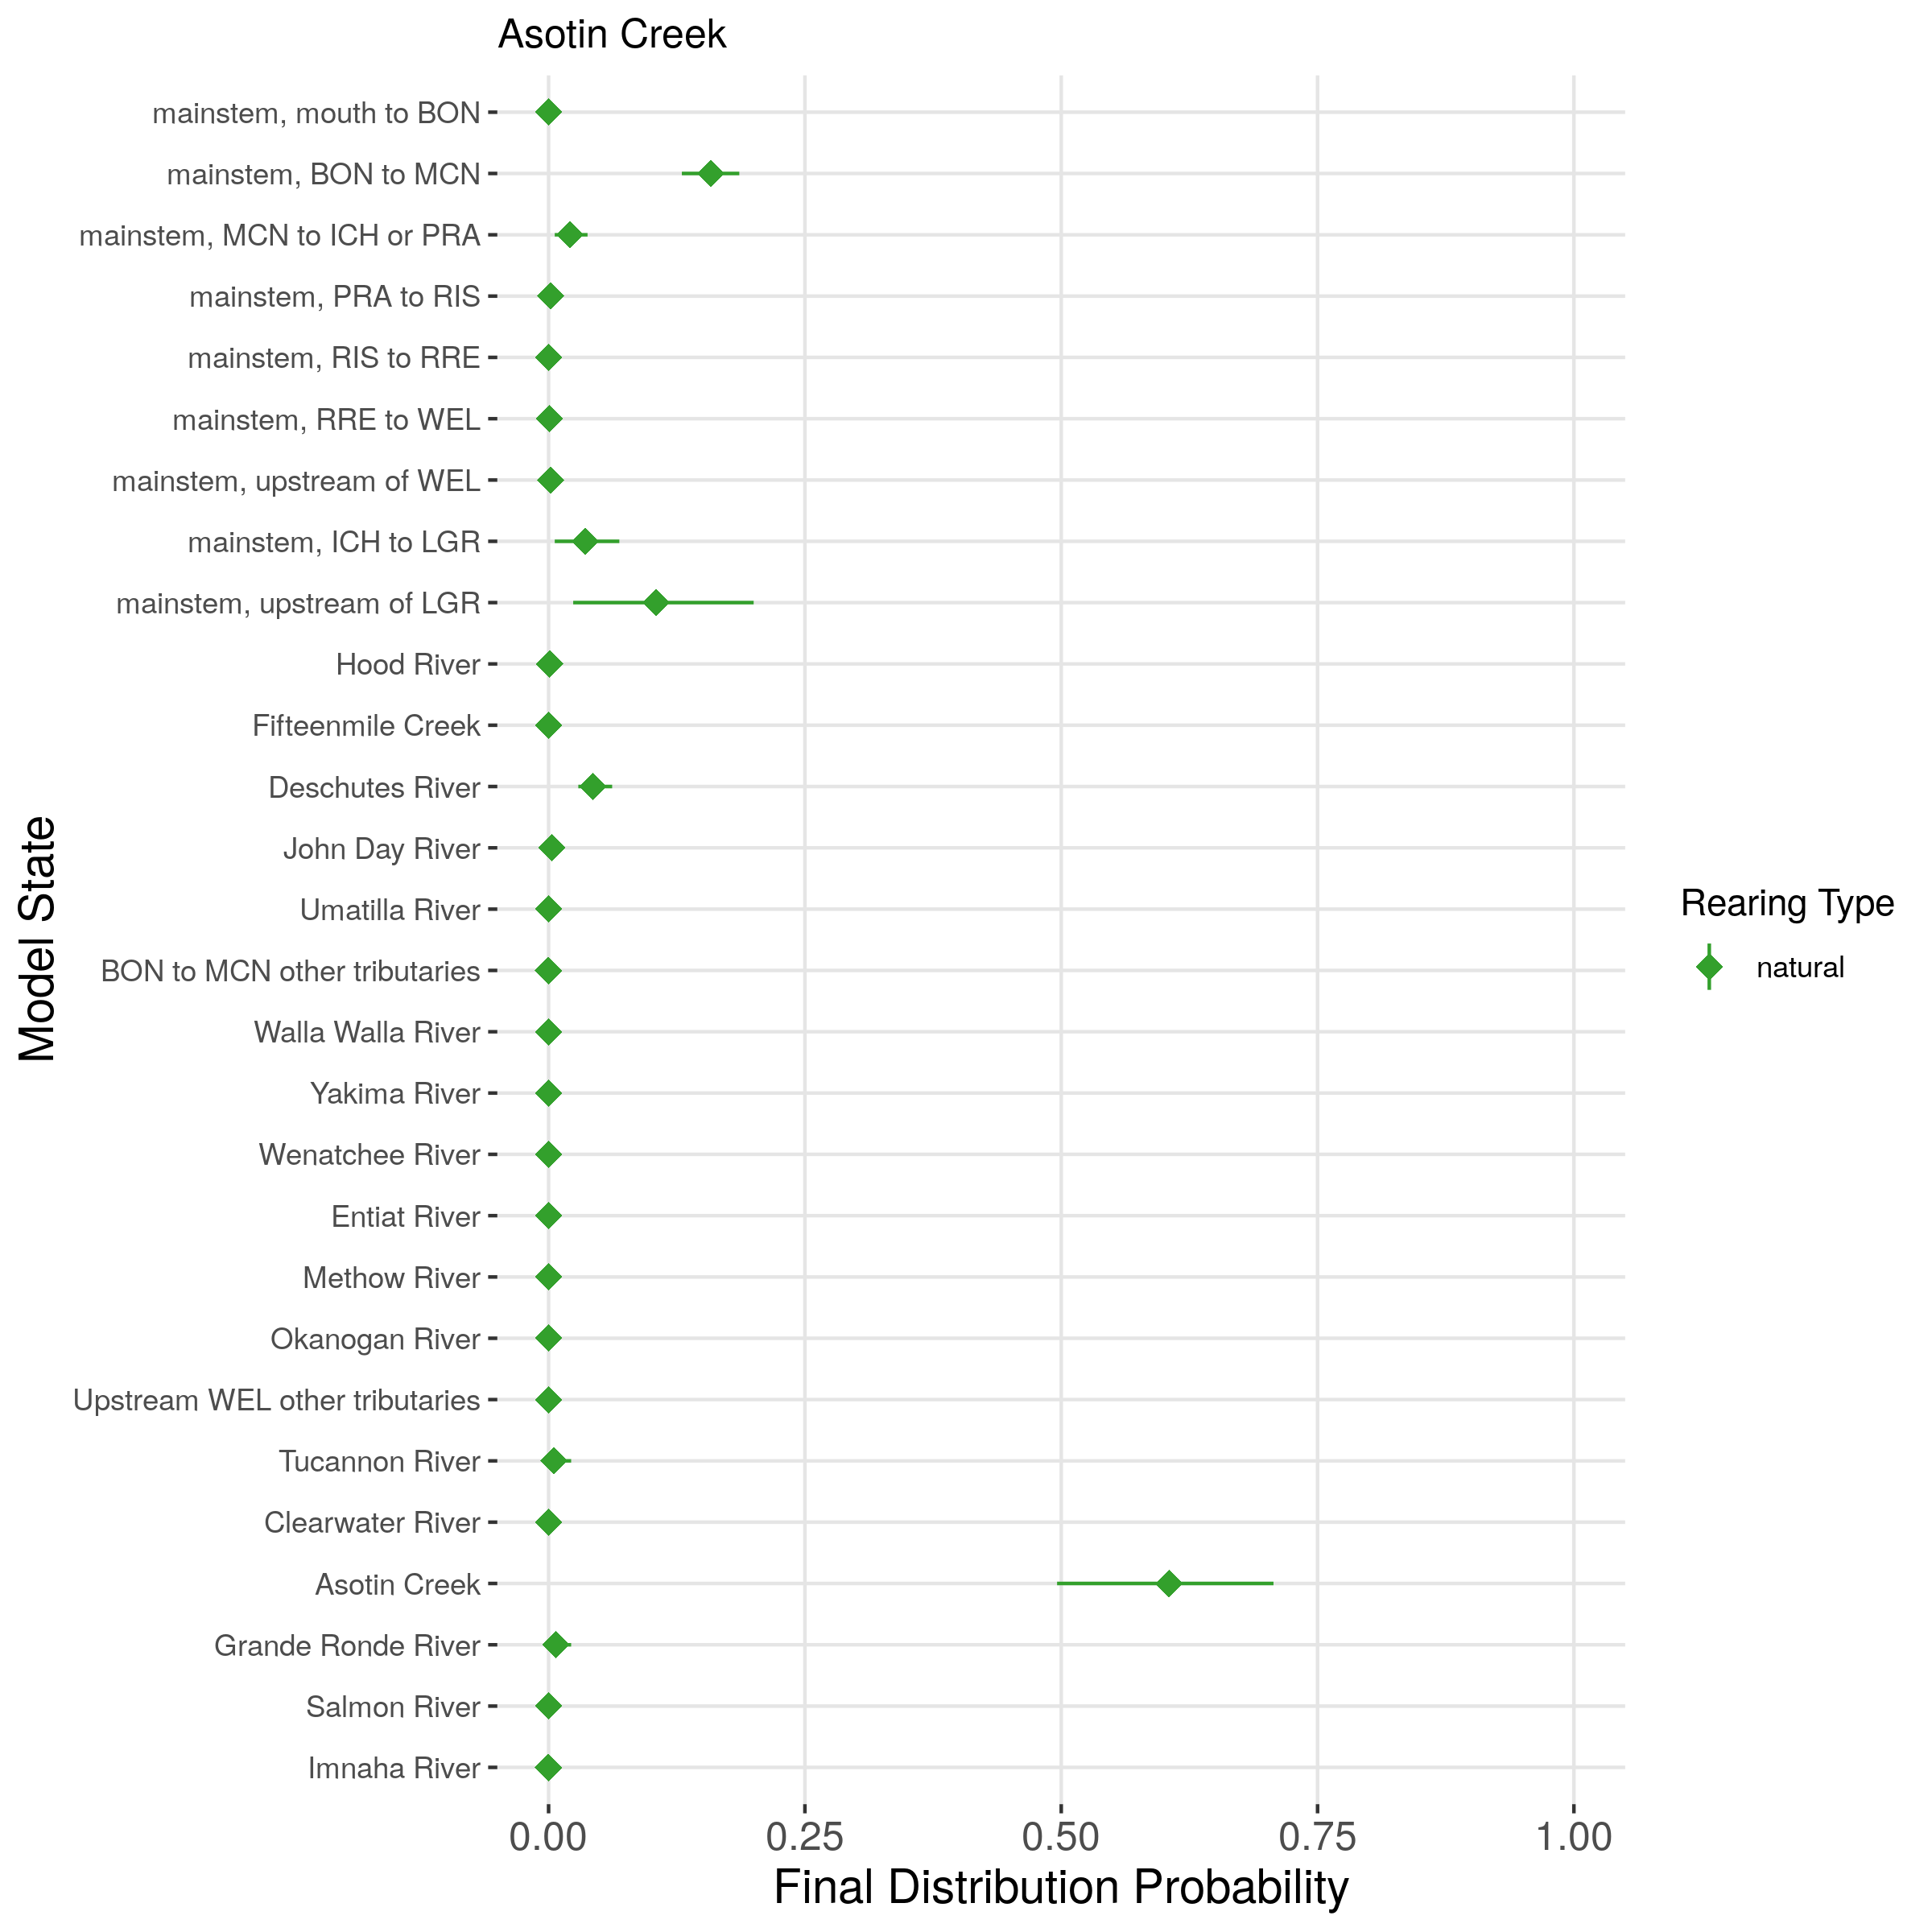 Asotin Creek
mainstem, mouth to BON
mainstem, BON to MCN
mainstem, MCN to ICH or PRA
mainstem, PRA to RIS
mainstem, RIS to RRE
mainstem, RRE to WEL
mainstem, upstream of WEL
mainstem, ICH to LGR
mainstem, upstream of LGR
Hood River
Fifteenmile Creek
Deschutes River
John Day River
Umatilla River
BON to MCN other tributaries
Walla Walla River
Yakima River
Wenatchee River
Entiat River
Methow River
Okanogan River
Upstream WEL other tributaries
Tucannon River
Clearwater River
Asotin Creek
Grande Ronde River
Salmon River
Imnaha River
Model State
0.00 0.25 0.50 0.75 1.00
Final Distribution Probability
Rearing Type
natural